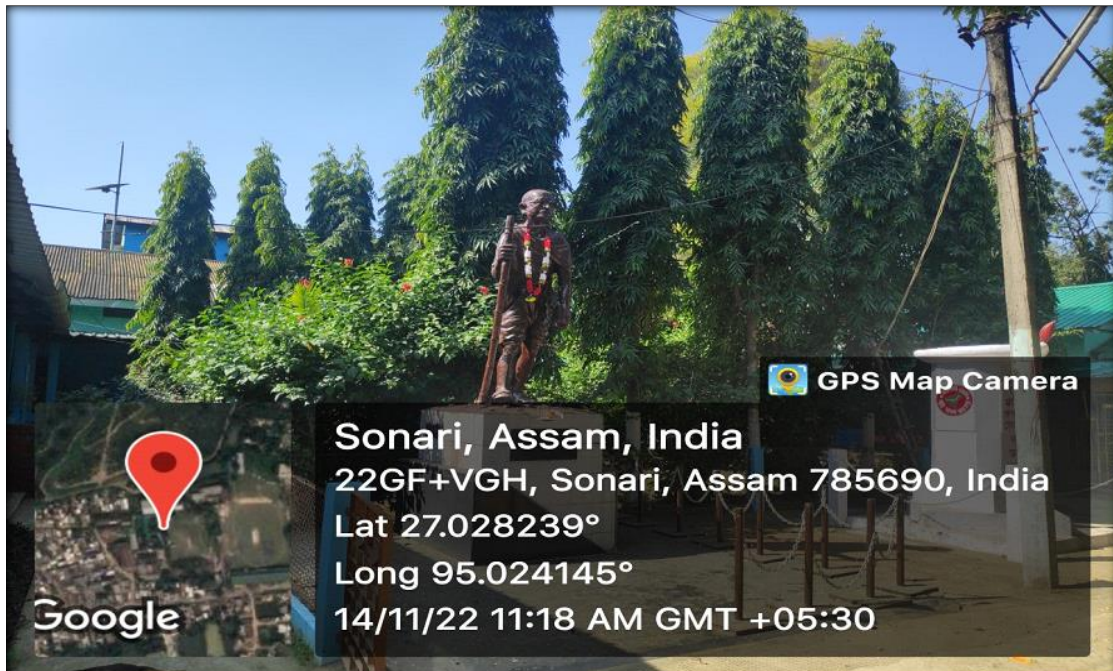 GPS Map Camera
Sonari, Assam, India
22GF+VGH, Sonari, Assam 785690, India
Lat 27.028239°
Long 95.024145°
14/11/22 11:18 AM GMT +05:30
Google